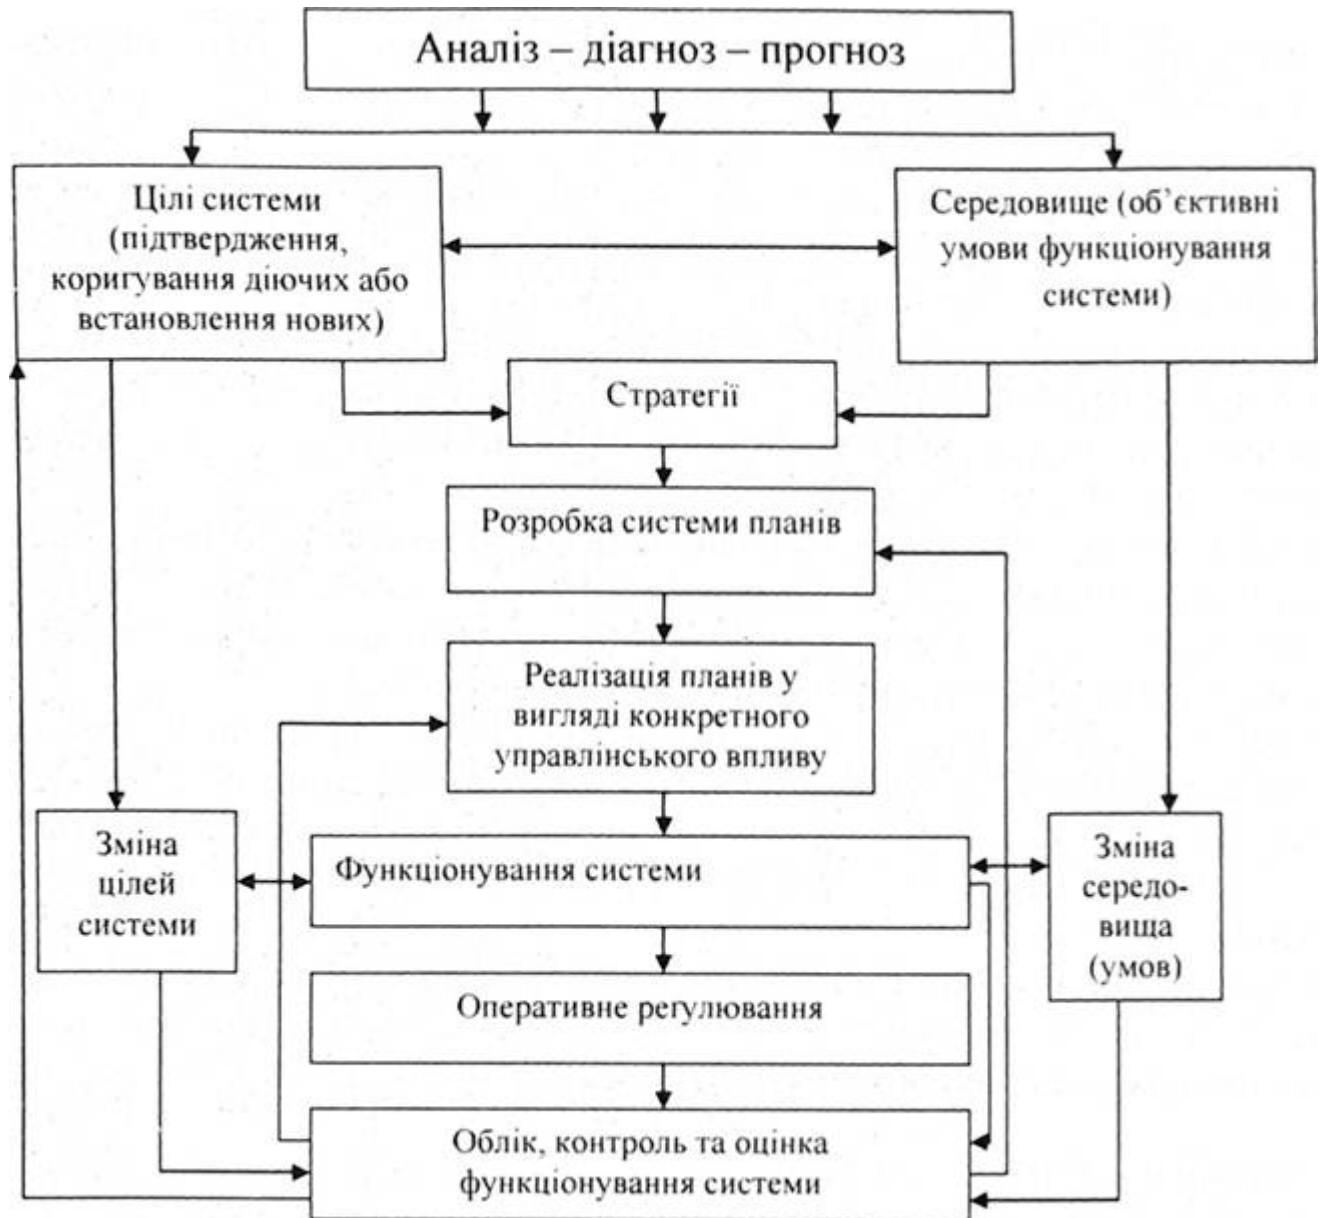 Аналіз – діагноз – прогноз
Цілі системи
(підтвердження,
коригування діючих або
встановлення нових)
Середовище (об’єктивні
умови функціонування
системи)
Стратегії
Розробка системи планів
Реалізація планів у
вигляді конкретного
управлінського впливу
Зміна
цілей
системи
Функціонування системи
Зміна
середо-
вища
(умов)
Оперативне регулювання
Облік, контроль та оцінка
функціонування системи